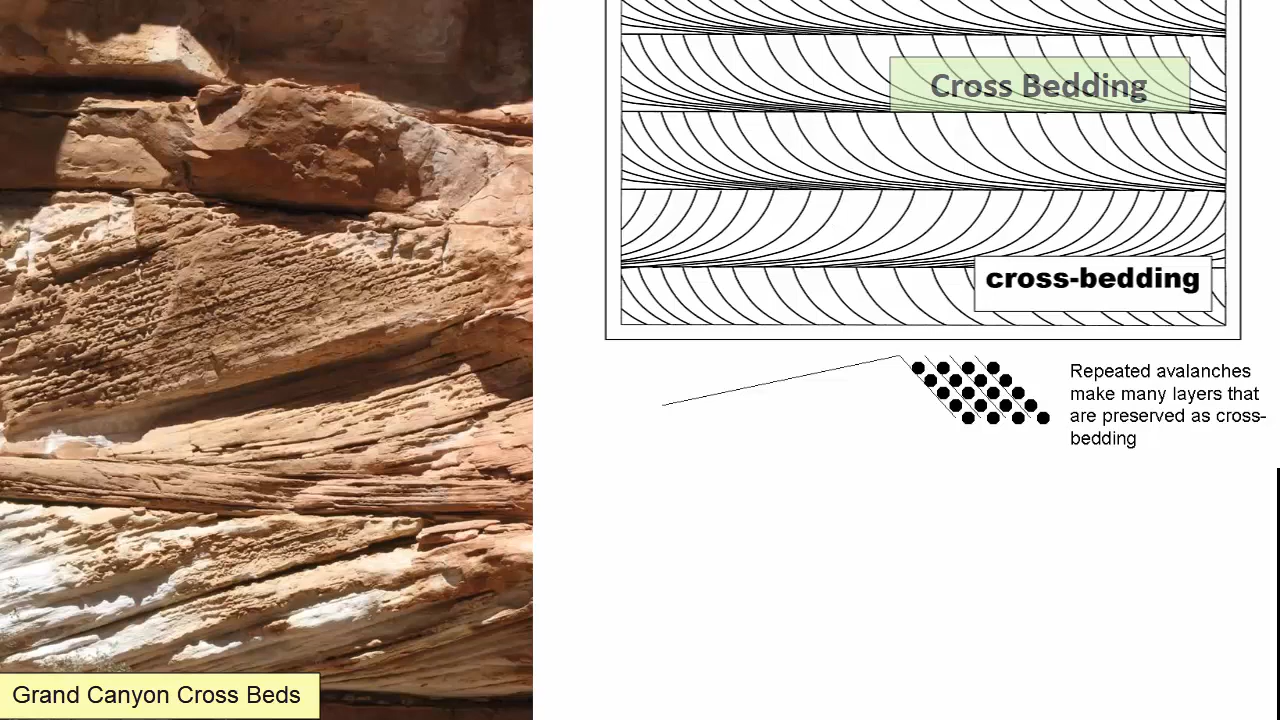 Cross Bedding
cross-bedding
Repeated avalanches
make many layers that
are preserved as cross-
bedding
Grand Canyon Cross Beds